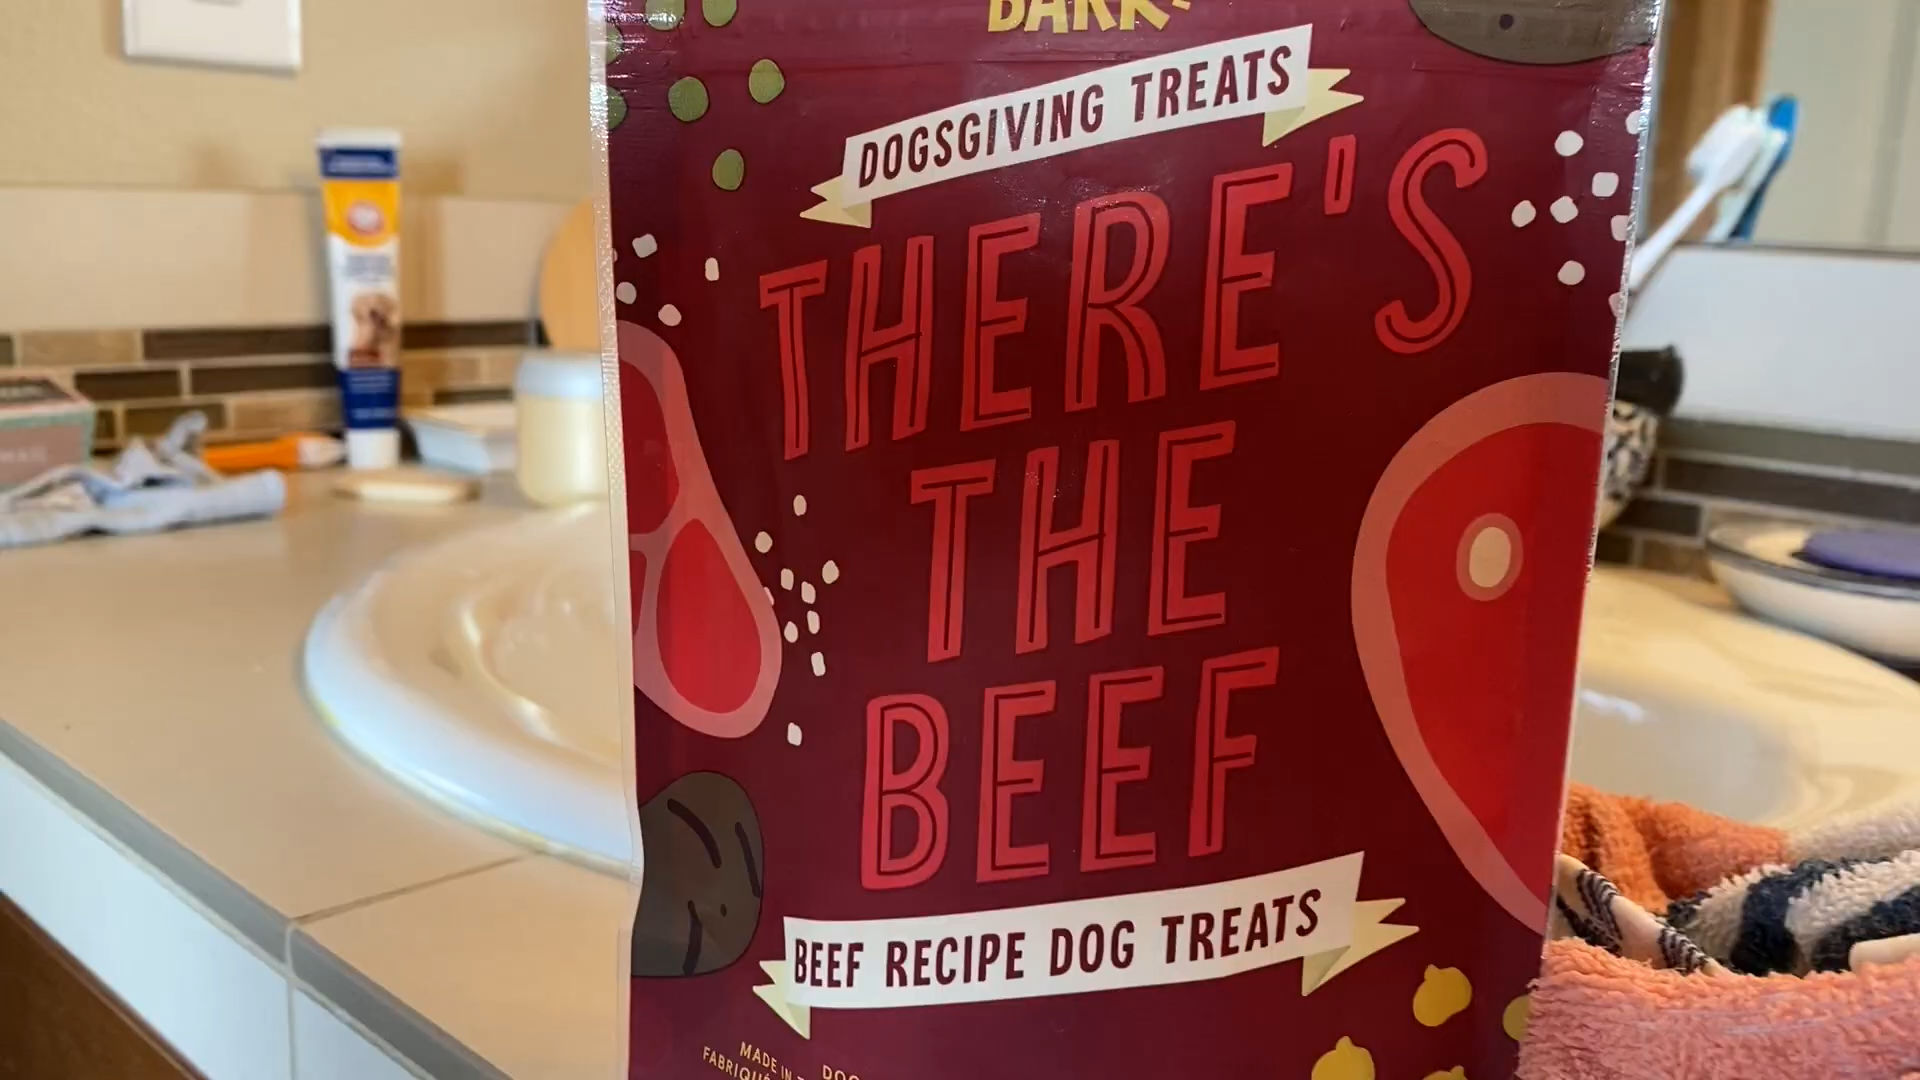 BARK
DOGSGIVING TREATS
THERE'S
THE
BEEF
BEEF RECIPE DOG TREATS
MADE IN